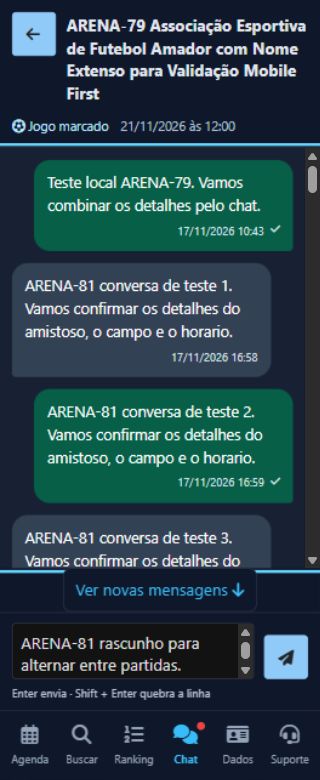 ARENA-79 Associação Esportiva
de Futebol Amador com Nome
Extenso para Validação Mobile
First
Jogo marcado 21/11/2026 às 12:00
Teste local ARENA-79. Vamos
combinar os detalhes pelo chat.
17/11/2026 10:43
ARENA-81 conversa de teste 1.
Vamos confirmar os detalhes do
amistoso, o campo e o horario.
17/11/2026 16:58
ARENA-81 conversa de teste 2.
Vamos confirmar os detalhes do
amistoso, o campo e o horario.
17/11/2026 16:59
ARENA-81 conversa de teste 3.
Vamos confirmar os detalhes do
Ver novas mensagens
ARENA-81 rascunho para
alternar entre partidas.
Enter envia · Shift + Enter quebra a linha
Agenda Buscar Ranking Chat Dados Suporte